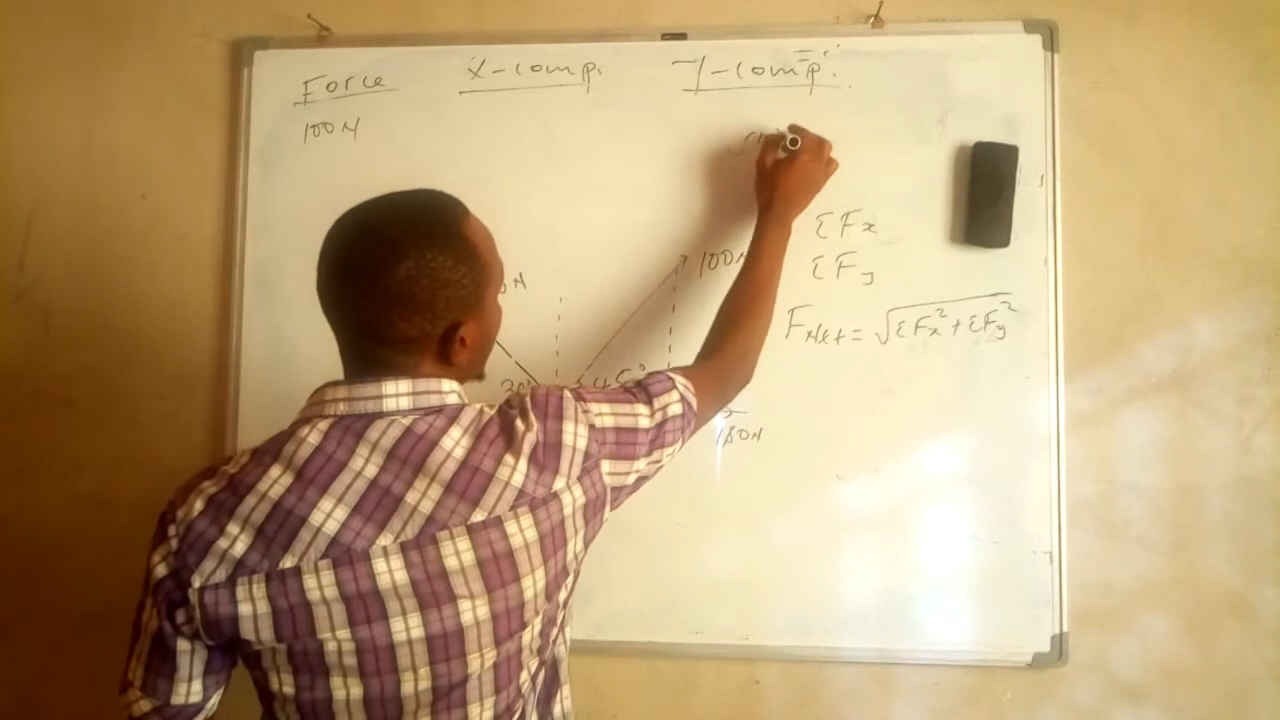 Force X-comp. Y-comp.
100N
ΣFx
100N
ΣFy
FNet = √ΣFx² + ΣFy²
30° 45°
180N